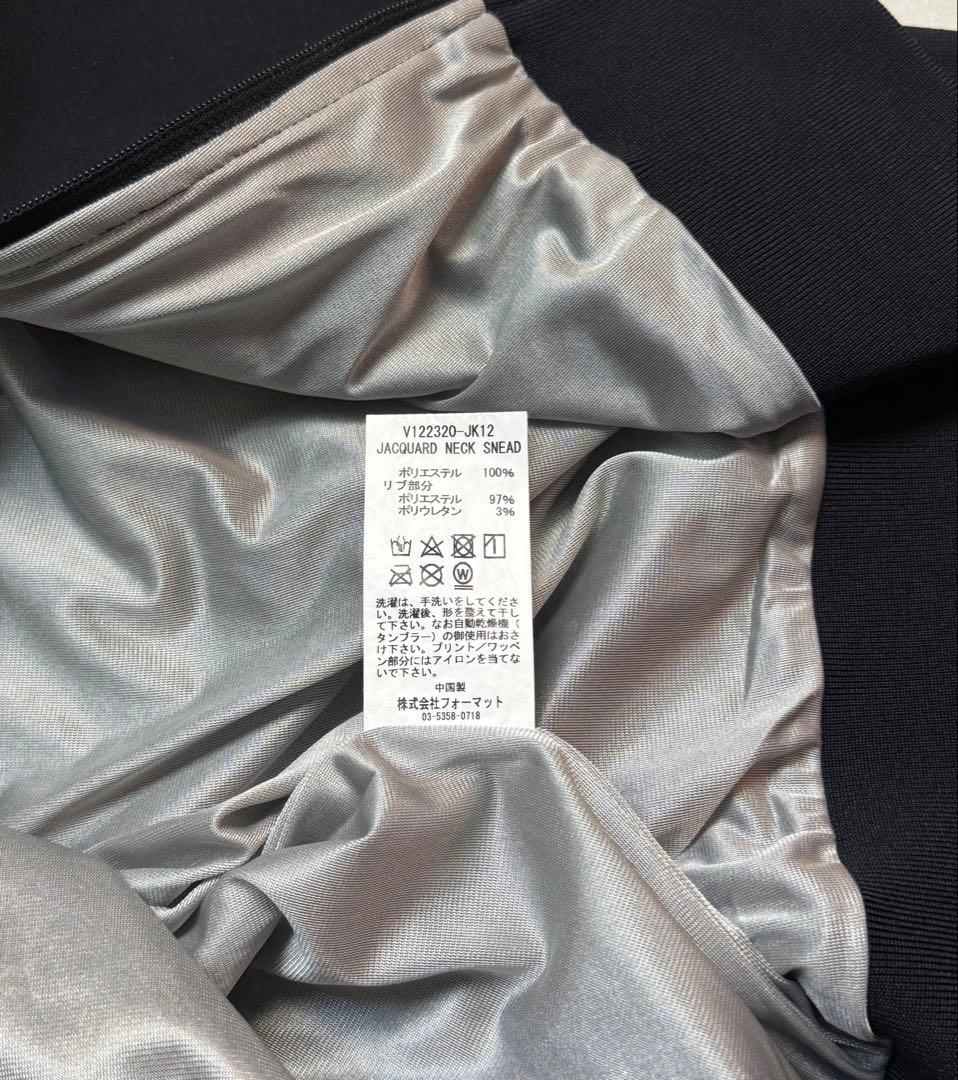 V122320-JK12
JACQUARD NECK SNEAD
ポリエステル 100%
リブ部分
ポリエステル 97%
ポリウレタン 3%
W
洗濯は、手洗いをしてくださ
い。洗濯後、形を整えて干し
て下さい。なお自動乾燥機（
タンブラー）の御使用はおさ
け下さい。プリント／ワッペ
ン部分にはアイロンを当てな
いで下さい。
中国製
株式会社フォーマット
03-5358-0718